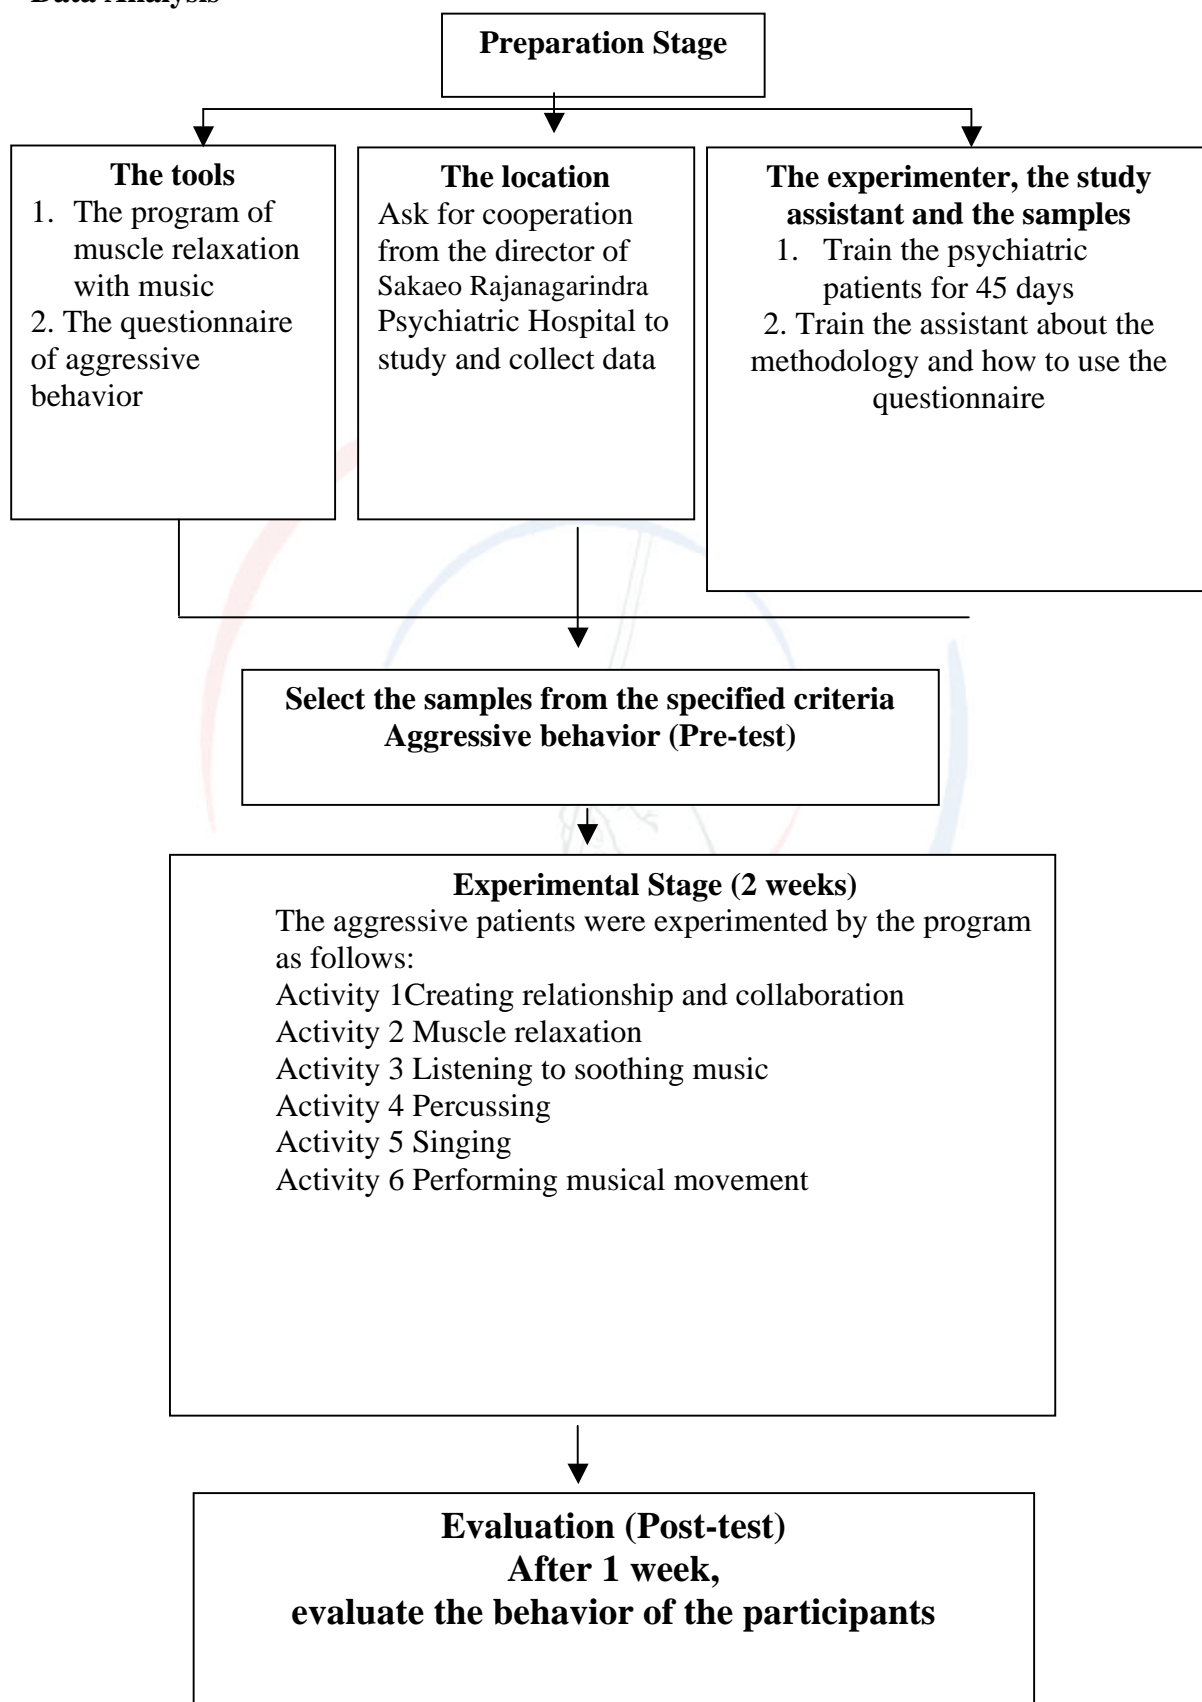 Data Analysis
Preparation Stage
The tools
1. The program of
muscle relaxation
with music
2. The questionnaire
of aggressive
behavior
The location
Ask for cooperation
from the director of
Sakaeo Rajanagarindra
Psychiatric Hospital to
study and collect data
The experimenter, the study
assistant and the samples
1. Train the psychiatric
patients for 45 days
2. Train the assistant about the
methodology and how to use the
questionnaire
Select the samples from the specified criteria
Aggressive behavior (Pre-test)
Experimental Stage (2 weeks)
The aggressive patients were experimented by the program
as follows:
Activity 1Creating relationship and collaboration
Activity 2 Muscle relaxation
Activity 3 Listening to soothing music
Activity 4 Percussing
Activity 5 Singing
Activity 6 Performing musical movement
Evaluation (Post-test)
After 1 week,
evaluate the behavior of the participants